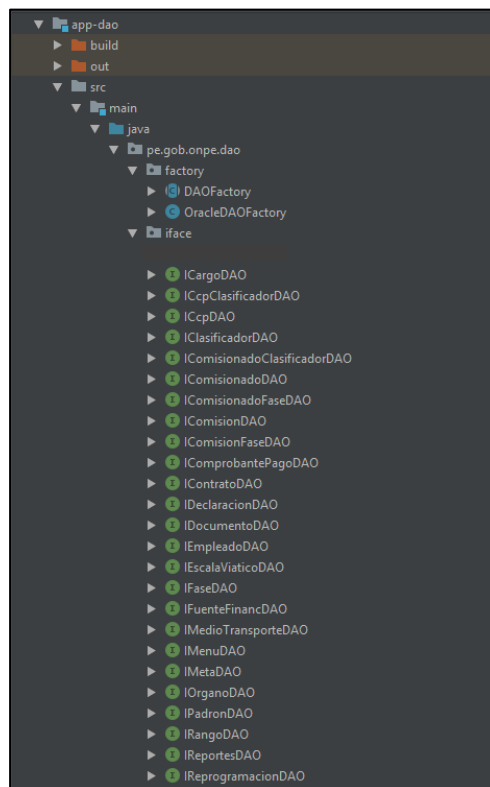 app-dao
build
out
src
main
java
pe.gob.onpe.dao
factory
DAOFactory
OracleDAOFactory
iface
ICargoDAO
ICcpClasificadorDAO
ICcpDAO
IClasificadorDAO
IComisionadoClasificadorDAO
IComisionadoDAO
IComisionadoFaseDAO
IComisionDAO
IComisionFaseDAO
IComprobantePagoDAO
IContratoDAO
IDeclaracionDAO
IDocumentoDAO
IEmpleadoDAO
IEscalaViaticoDAO
IFaseDAO
IFuenteFinancDAO
IMedioTransporteDAO
IMenuDAO
IMetaDAO
IOrganoDAO
IPadronDAO
IRangoDAO
IReportesDAO
IReprogramacionDAO